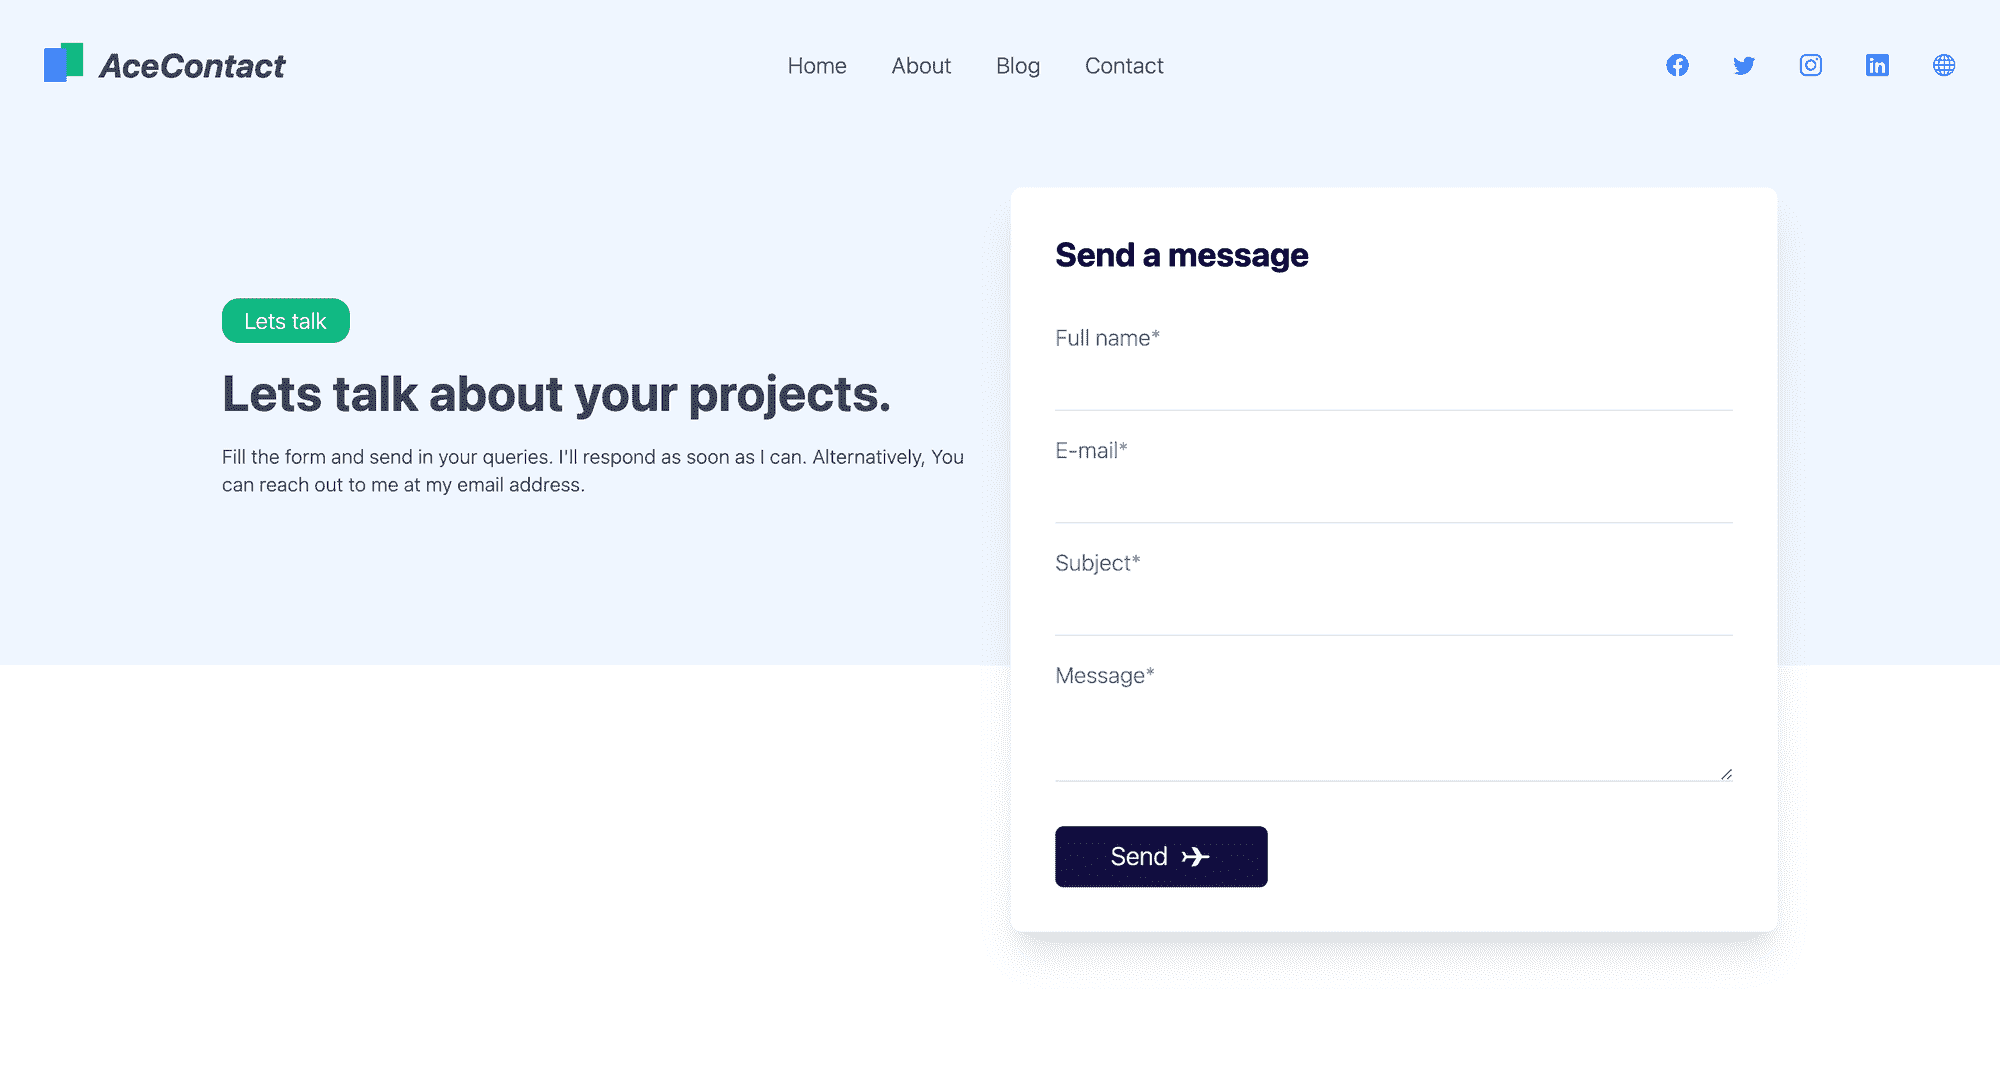 AceContact
Home About Blog Contact
Lets talk
Lets talk about your projects.
Fill the form and send in your queries. I'll respond as soon as I can. Alternatively, You
can reach out to me at my email address.
Send a message
Full name*
E-mail*
Subject*
Message*
Send